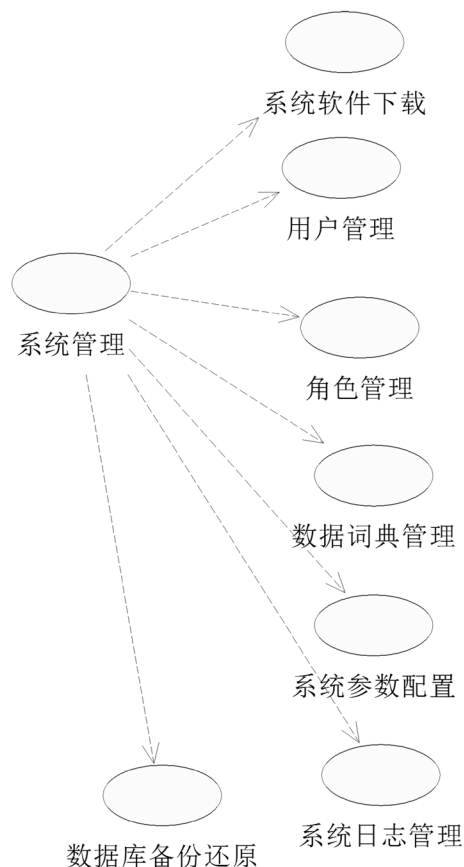 系统软件下载
用户管理
系统管理
角色管理
数据词典管理
系统参数配置
系统日志管理
数据库备份还原